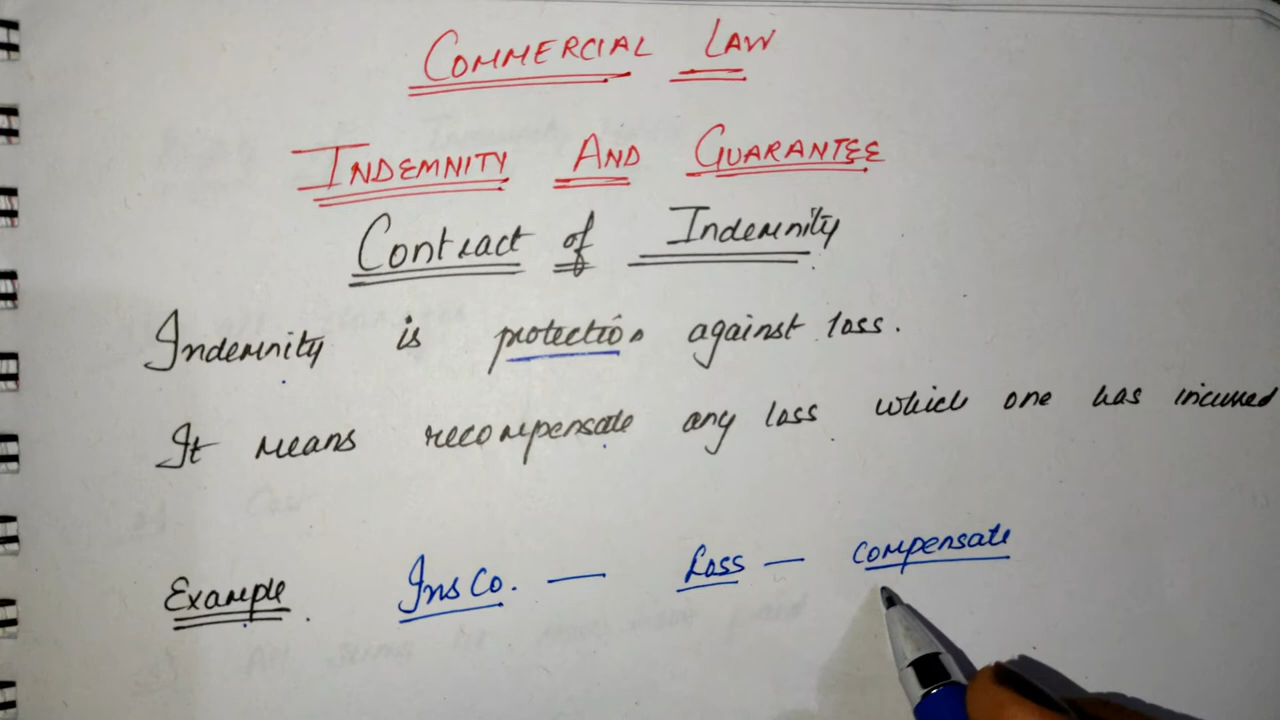 COMMERCIAL LAW
INDEMNITY AND GUARANTEE
Contract of Indemnity
Indemnity is protection against loss.
It means recompensate any loss which one has incurred
Example Ins Co. — Loss — compensate